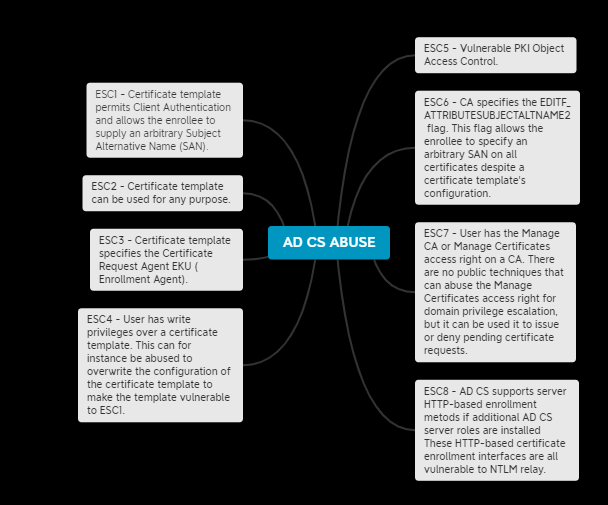 ESC1 - Certificate template
permits Client Authentication
and allows the enrollee to
supply an arbitrary Subject
Alternative Name (SAN).
ESC2 - Certificate template
can be used for any purpose.
ESC3 - Certificate template
specifies the Certificate
Request Agent EKU (
Enrollment Agent).
ESC4 - User has write
privileges over a certificate
template. This can for
instance be abused to
overwrite the configuration of
the certificate template to
make the template vulnerable
to ESC1.
AD CS ABUSE
ESC5 - Vulnerable PKI Object
Access Control.
ESC6 - CA specifies the EDITF_
ATTRIBUTESUBJECTALTNAME2
flag. This flag allows the
enrollee to specify an
arbitrary SAN on all
certificates despite a
certificate template's
configuration.
ESC7 - User has the Manage
CA or Manage Certificates
access right on a CA. There
are no public techniques that
can abuse the Manage
Certificates access right for
domain privilege escalation,
but it can be used it to issue
or deny pending certificate
requests.
ESC8 - AD CS supports server
HTTP-based enrollment
metods if additional AD CS
server roles are installed
These HTTP-based certificate
enrollment interfaces are all
vulnerable to NTLM relay.